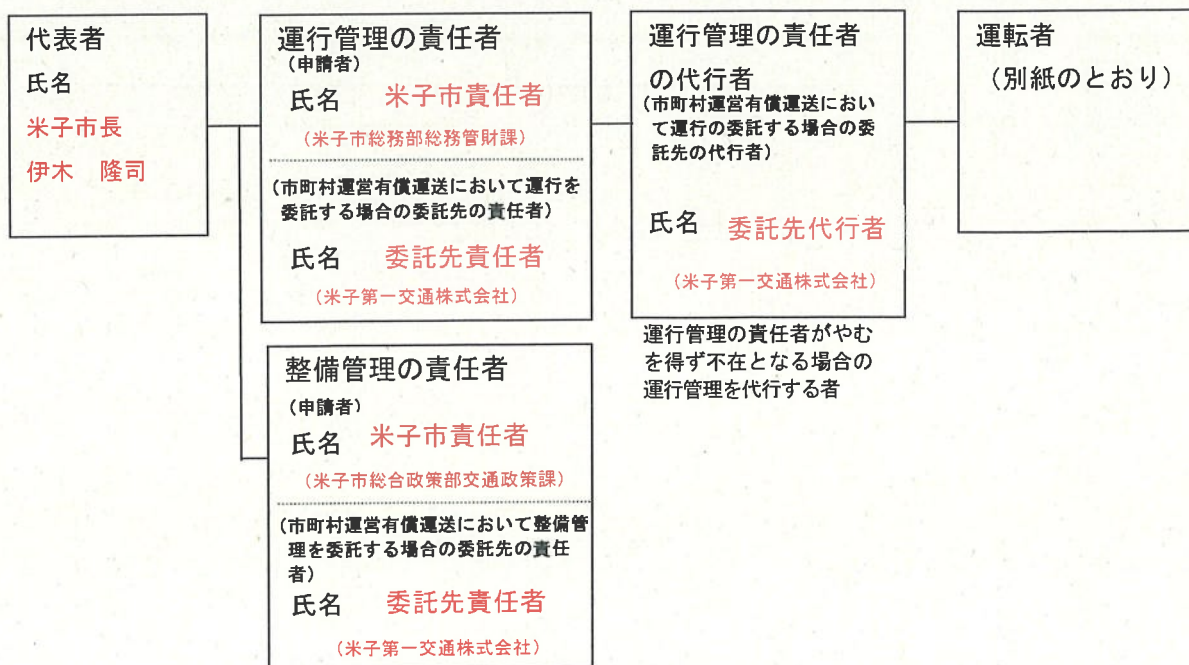 代表者
氏名
米子市長
伊木　隆司
運行管理の責任者
(申請者)
氏名　米子市責任者
(米子市総務部総務管財課)
(市町村運営有償運送において運行を
委託する場合の委託先の責任者)
氏名　委託先責任者
(米子第一交通株式会社)
整備管理の責任者
(申請者)
氏名　米子市責任者
(米子市総合政策部交通政策課)
(市町村運営有償運送において整備管
理を委託する場合の委託先の責任
者)
氏名　委託先責任者
(米子第一交通株式会社)
運行管理の責任者
の代行者
(市町村運営有償運送におい
て運行の委託する場合の委
託先の代行者)
氏名　委託先代行者
(米子第一交通株式会社)
運行管理の責任者がやむ
を得ず不在となる場合の
運行管理を代行する者
運転者
(別紙のとおり)